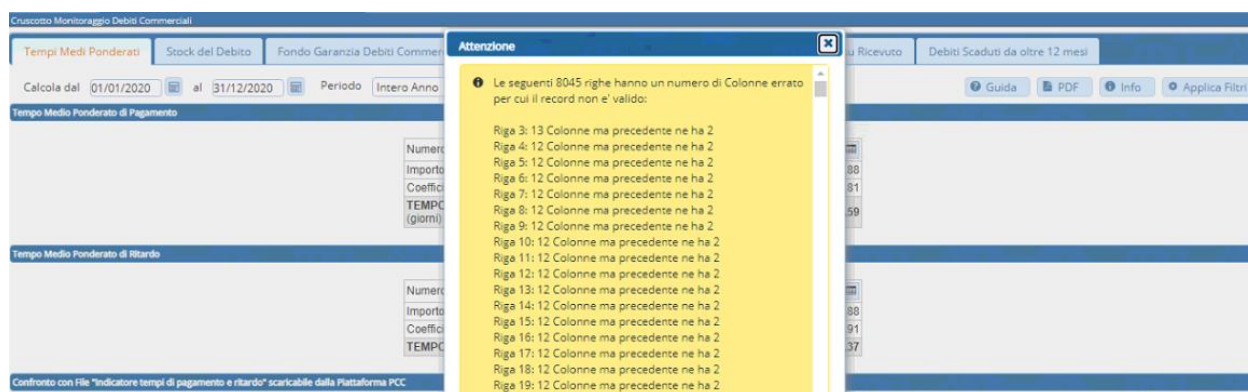 Cruscotto Monitoraggio Debiti Commerciali
Tempi Medi Ponderati Stock del Debito Fondo Garanzia Debiti Commer Ricevuto Debiti Scaduti da oltre 12 mesi
Calcola dal 01/01/2020 al 31/12/2020 Periodo Intero Anno Guida PDF Info Applica Filtri
Tempo Medio Ponderato di Pagamento
Numero
Importo 88
Coeffici 81
TEMPO
(giorni) 59
Tempo Medio Ponderato di Ritardo
Numero
Importo 88
Coeffici 91
TEMPO 37
Confronto con File "Indicatore tempi di pagamento e ritardo" scaricabile dalla Piattaforma PCC
Attenzione
Le seguenti 8045 righe hanno un numero di Colonne errato
per cui il record non e' valido:
Riga 3: 13 Colonne ma precedente ne ha 2
Riga 4: 12 Colonne ma precedente ne ha 2
Riga 5: 12 Colonne ma precedente ne ha 2
Riga 6: 12 Colonne ma precedente ne ha 2
Riga 7: 12 Colonne ma precedente ne ha 2
Riga 8: 12 Colonne ma precedente ne ha 2
Riga 9: 12 Colonne ma precedente ne ha 2
Riga 10: 12 Colonne ma precedente ne ha 2
Riga 11: 12 Colonne ma precedente ne ha 2
Riga 12: 12 Colonne ma precedente ne ha 2
Riga 13: 12 Colonne ma precedente ne ha 2
Riga 14: 12 Colonne ma precedente ne ha 2
Riga 15: 12 Colonne ma precedente ne ha 2
Riga 16: 12 Colonne ma precedente ne ha 2
Riga 17: 12 Colonne ma precedente ne ha 2
Riga 18: 12 Colonne ma precedente ne ha 2
Riga 19: 12 Colonne ma precedente ne ha 2